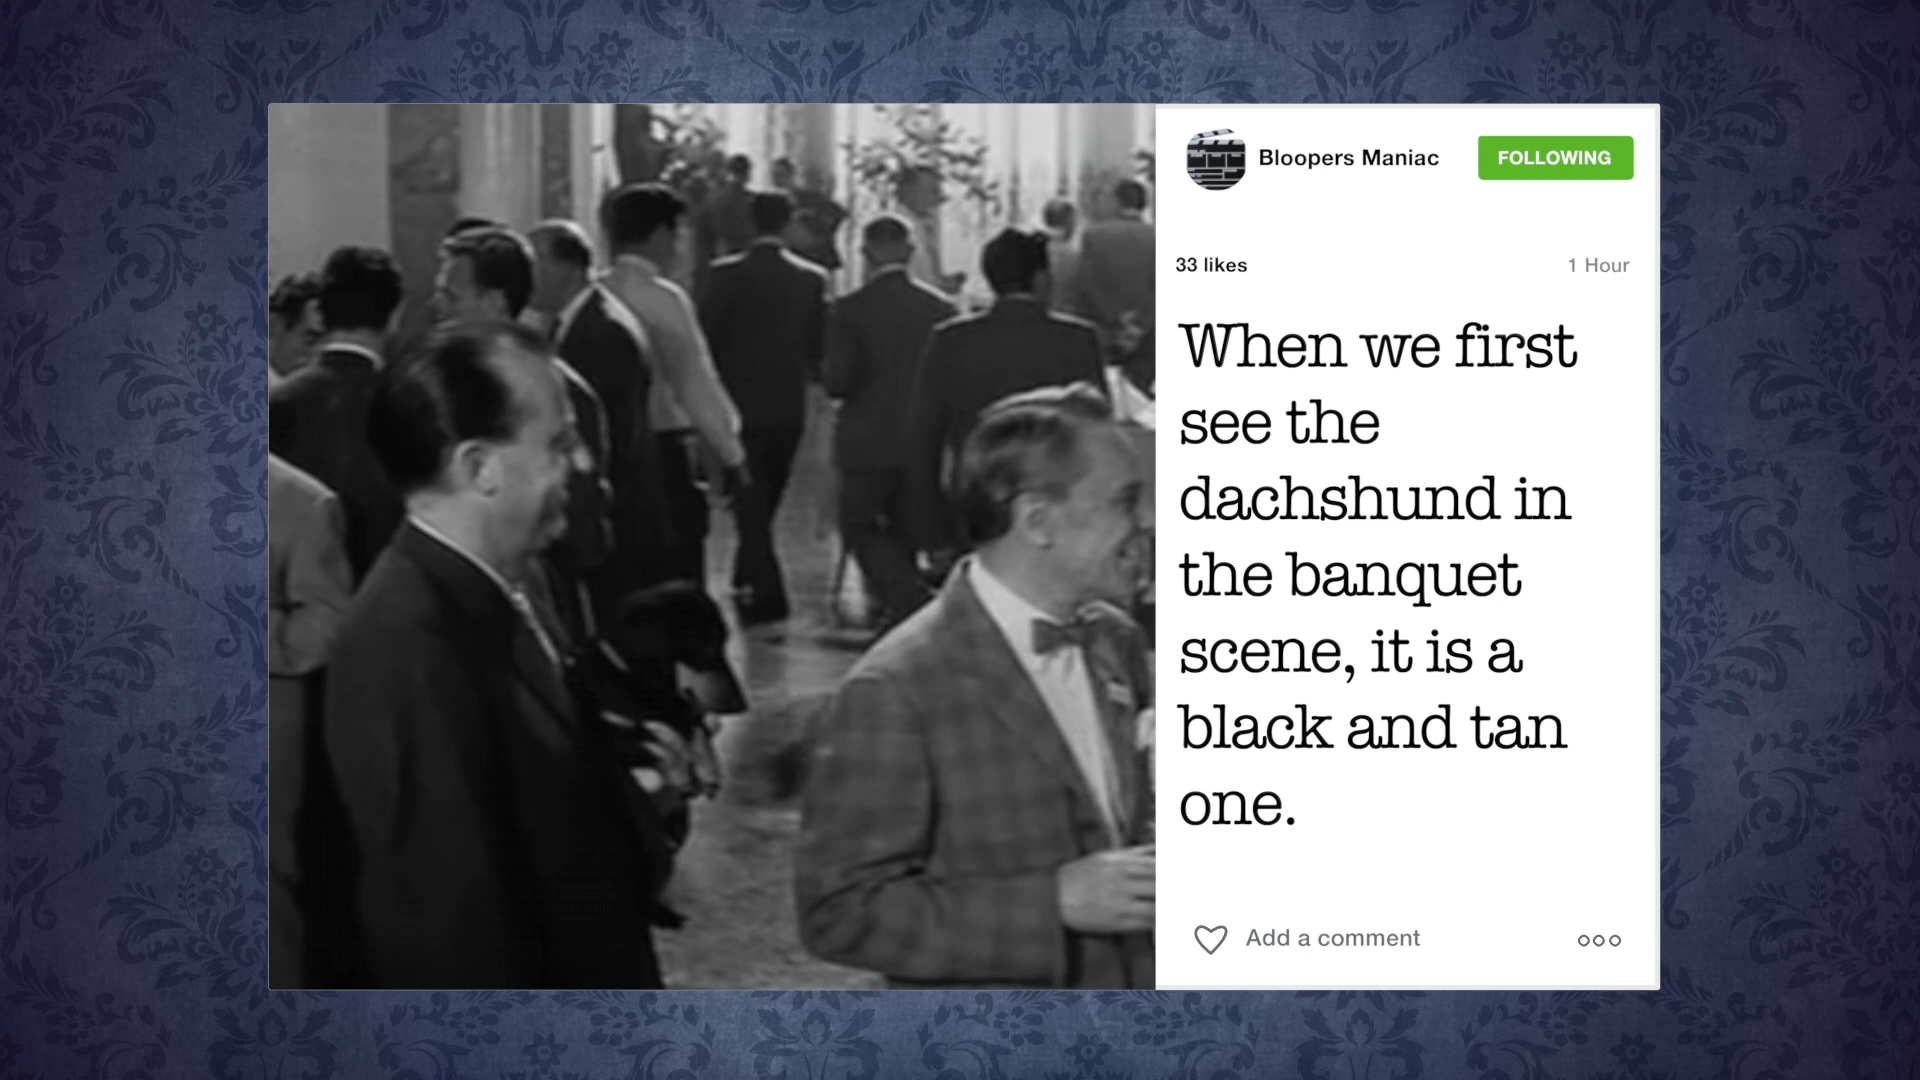 Bloopers Maniac
FOLLOWING
33 likes
1 Hour
When we first
see the
dachshund in
the banquet
scene, it is a
black and tan
one.
Add a comment